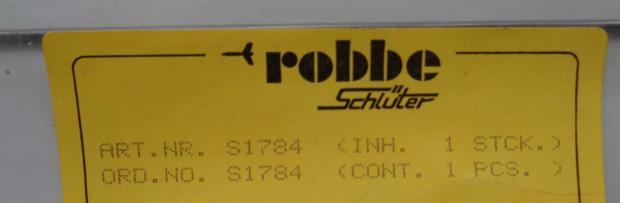 robbe
Schlüter
ART.NR. S1784 (INH. 1 STCK.)
ORD.NO. S1784 (CONT. 1 PCS. )